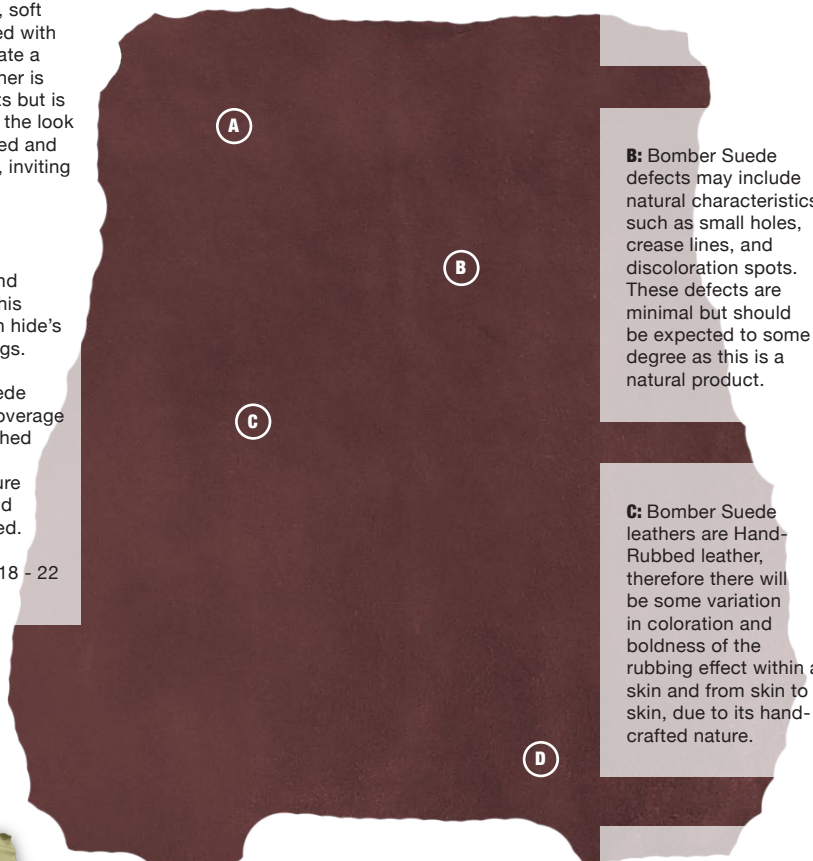 , soft
ed with
ate a
her is
ts but is
the look
ed and
, inviting
nd
his
n hide's
gs.
ede
overage
hed
ure
d
ed.
18 - 22
A
B
C
D
B: Bomber Suede
defects may include
natural characteristics
such as small holes,
crease lines, and
discoloration spots.
These defects are
minimal but should
be expected to some
degree as this is a
natural product.
C: Bomber Suede
leathers are Hand-
Rubbed leather,
therefore there will
be some variation
in coloration and
boldness of the
rubbing effect within a
skin and from skin to
skin, due to its hand-
crafted nature.